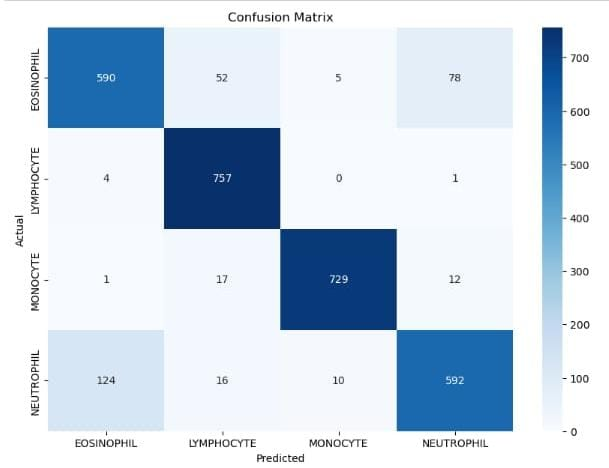 Confusion Matrix
EOSINOPHIL 590 52 5 78
LYMPHOCYTE 4 757 0 1
MONOCYTE 1 17 729 12
NEUTROPHIL 124 16 10 592
Actual
EOSINOPHIL LYMPHOCYTE MONOCYTE NEUTROPHIL
Predicted
700
600
500
400
300
200
100
0